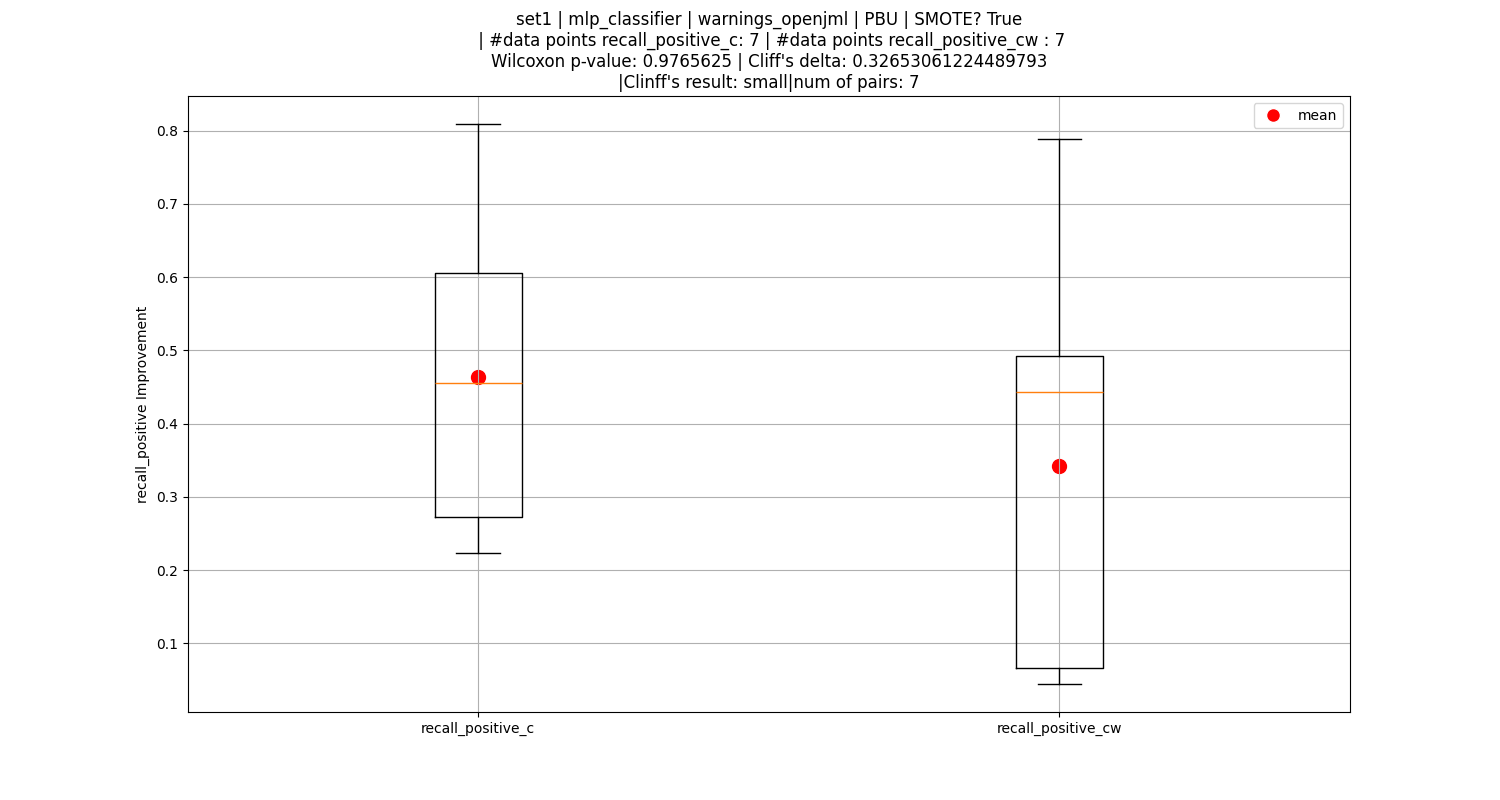 set1 | mlp_classifier | warnings_openjml | PBU | SMOTE? True
| #data points recall_positive_c: 7 | #data points recall_positive_cw : 7
Wilcoxon p-value: 0.9765625 | Cliff's delta: 0.32653061224489793
|Clinff's result: small|num of pairs: 7
mean
0.8
0.7
0.6
0.5
0.4
0.3
0.2
0.1
recall_positive Improvement
recall_positive_c
recall_positive_cw